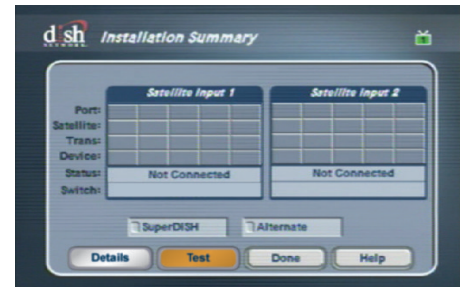 dish NETWORK Installation Summary
Satellite Input 1 Satellite Input 2
Port:
Satellite:
Trans:
Device:
Status: Not Connected Not Connected
Switch:
SuperDISH Alternate
Details Test Done Help